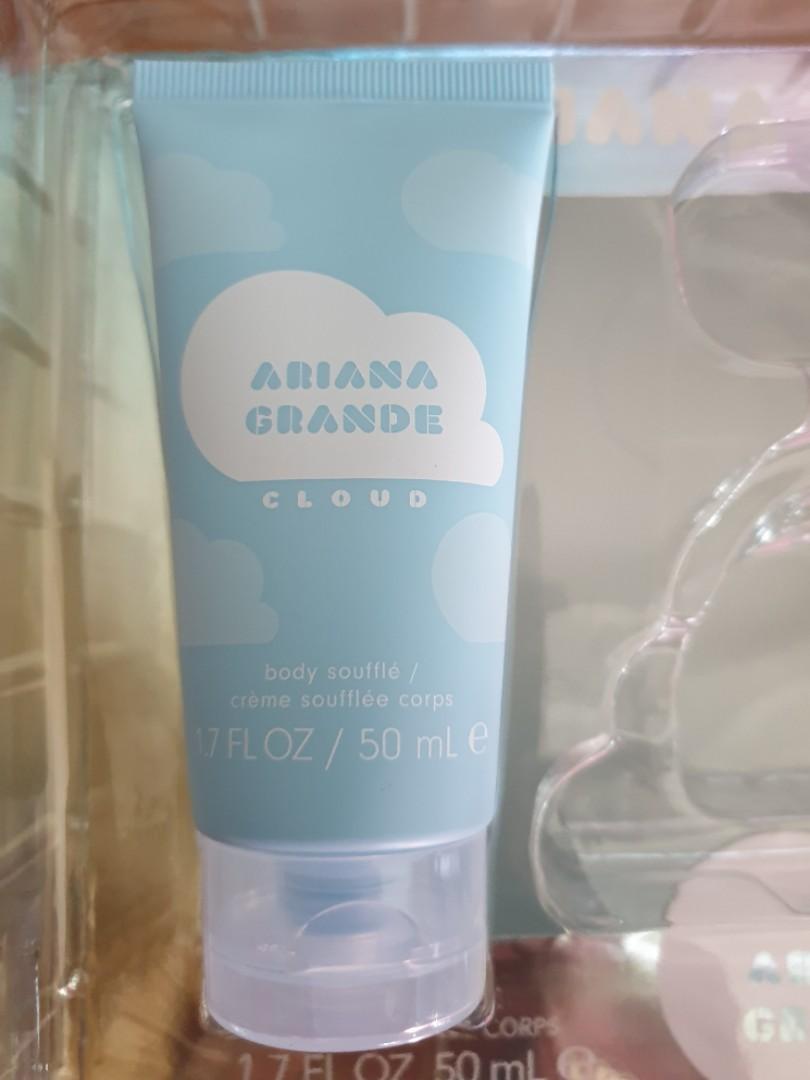 ARIANA
GRANDE
CLOUD
body soufflé /
crème soufflée corps
1.7 FL OZ / 50 mL ℮
CORPS
1.7 FL OZ 50 mL